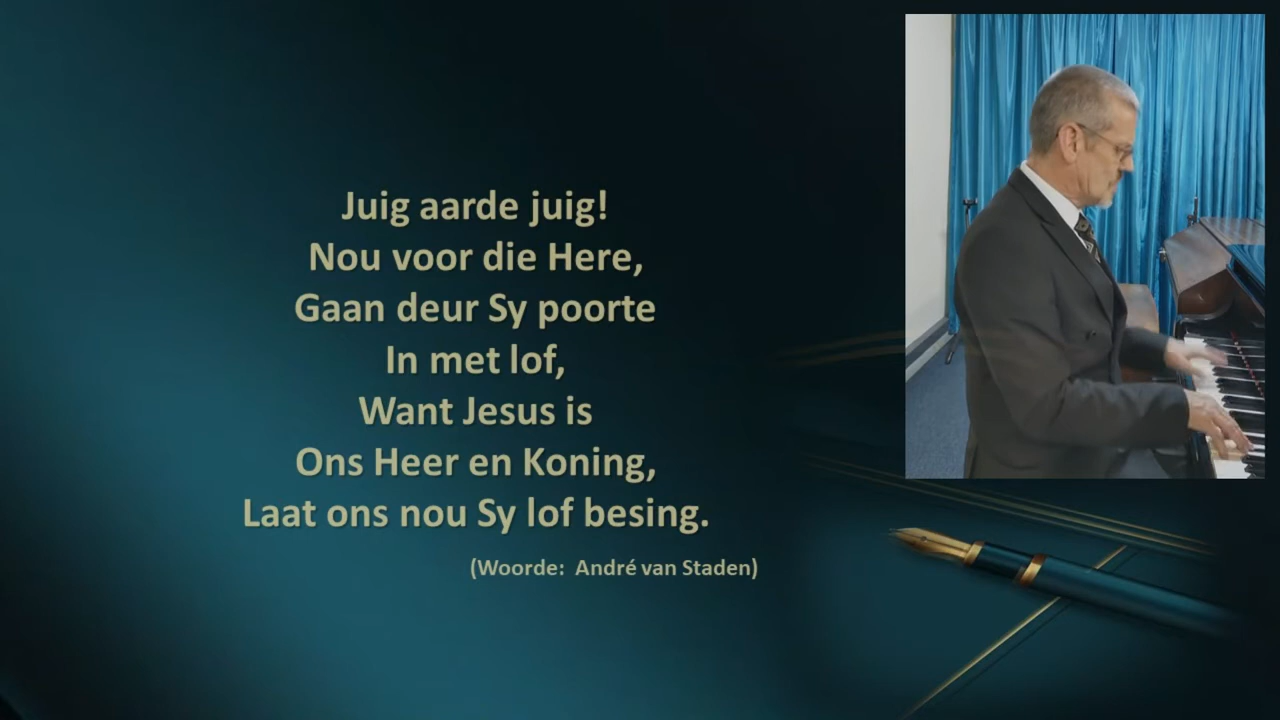 Juig aarde juig!
Nou voor die Here,
Gaan deur Sy poorte
In met lof,
Want Jesus is
Ons Heer en Koning,
Laat ons nou Sy lof besing.
(Woorde:  André van Staden)